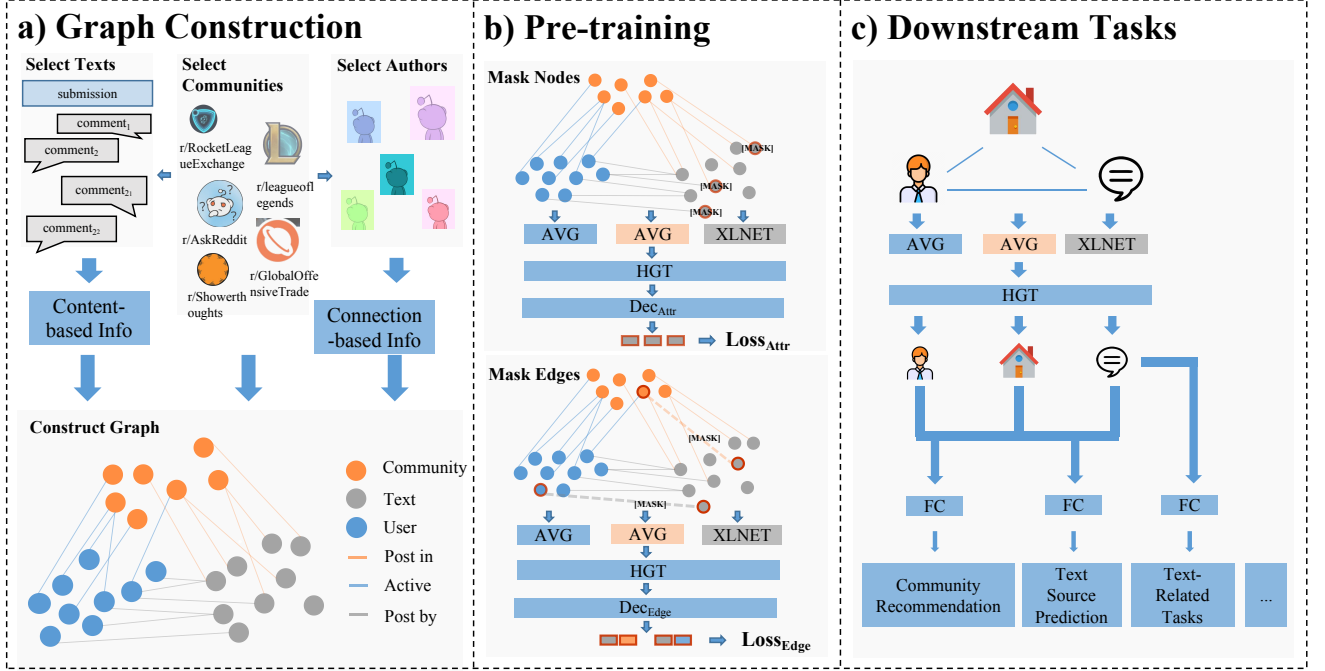 a) Graph Construction
Select Texts
submission
comment1
comment2
comment21
comment22
Select
Communities
r/RocketLeag
ueExchange
r/leagueofl
egends
r/AskReddit
r/GlobalOffe
nsiveTrade
r/Showerth
oughts
Select Authors
Content-
based Info
Connection
-based Info
Construct Graph
Community
Text
User
Post in
Active
Post by
b) Pre-training
Mask Nodes
[MASK]
[MASK]
[MASK]
AVG
AVG
XLNET
HGT
DecAttr
LossAttr
Mask Edges
[MASK]
[MASK]
AVG
AVG
XLNET
HGT
DecEdge
LossEdge
c) Downstream Tasks
AVG
AVG
XLNET
HGT
FC
FC
FC
Community
Recommendation
Text
Source
Prediction
Text-
Related
Tasks
...